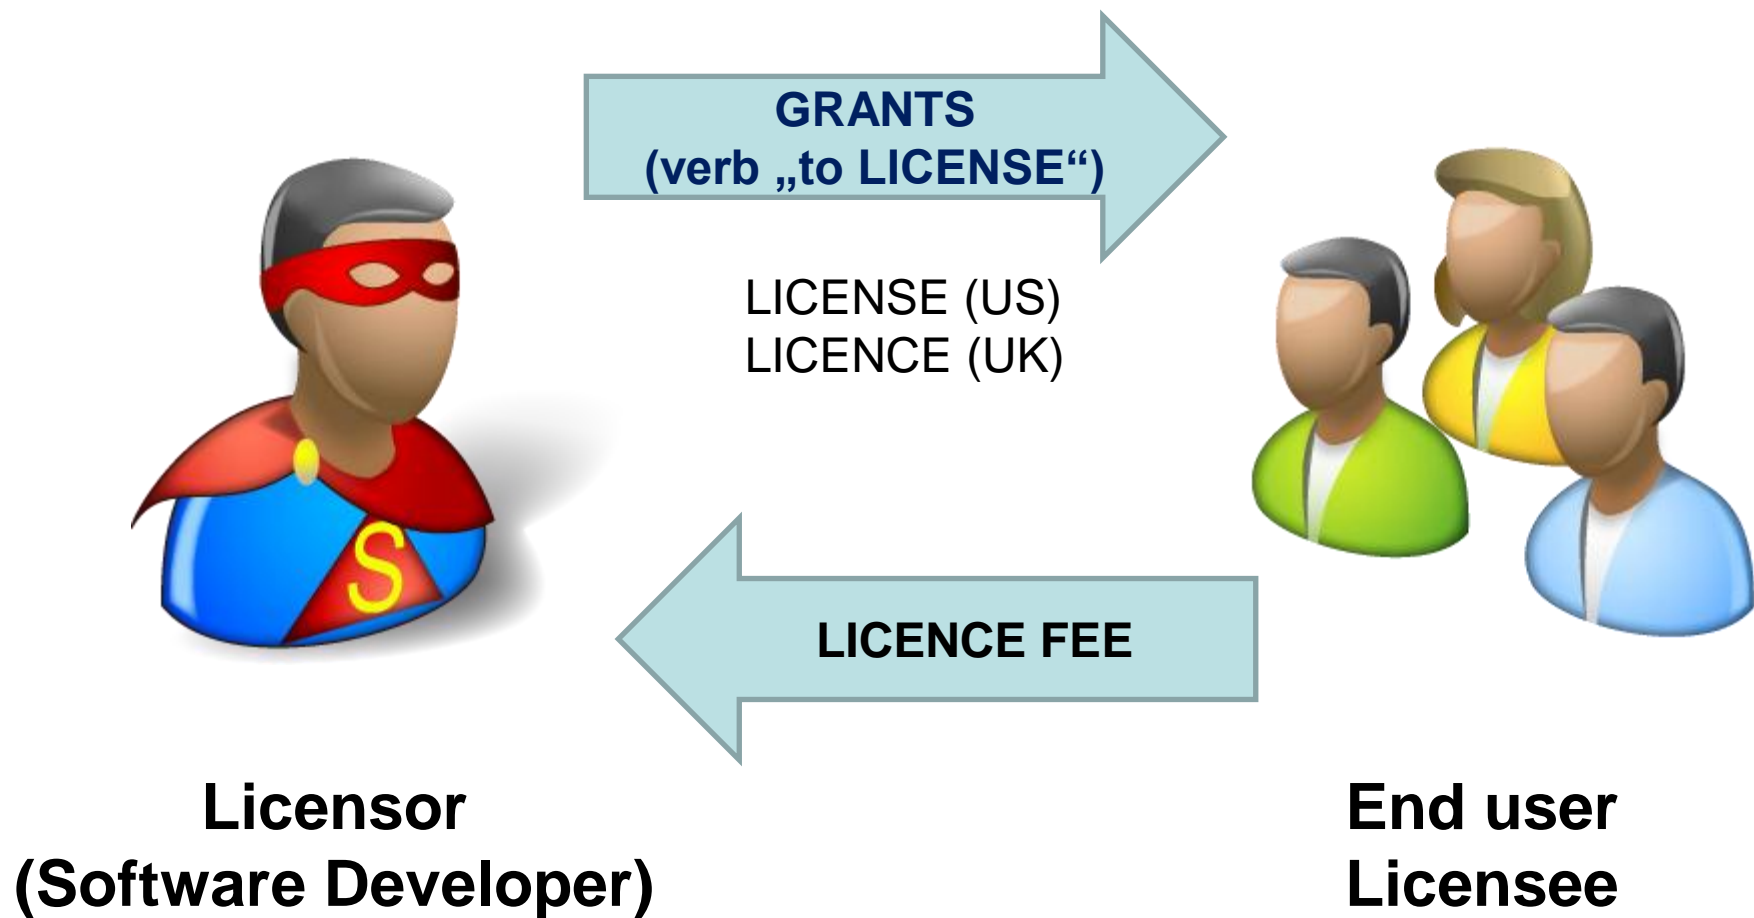 GRANTS
(verb „to LICENSE“)
LICENSE (US)
LICENCE (UK)
S
LICENCE FEE
Licensor
(Software Developer)
End user
Licensee